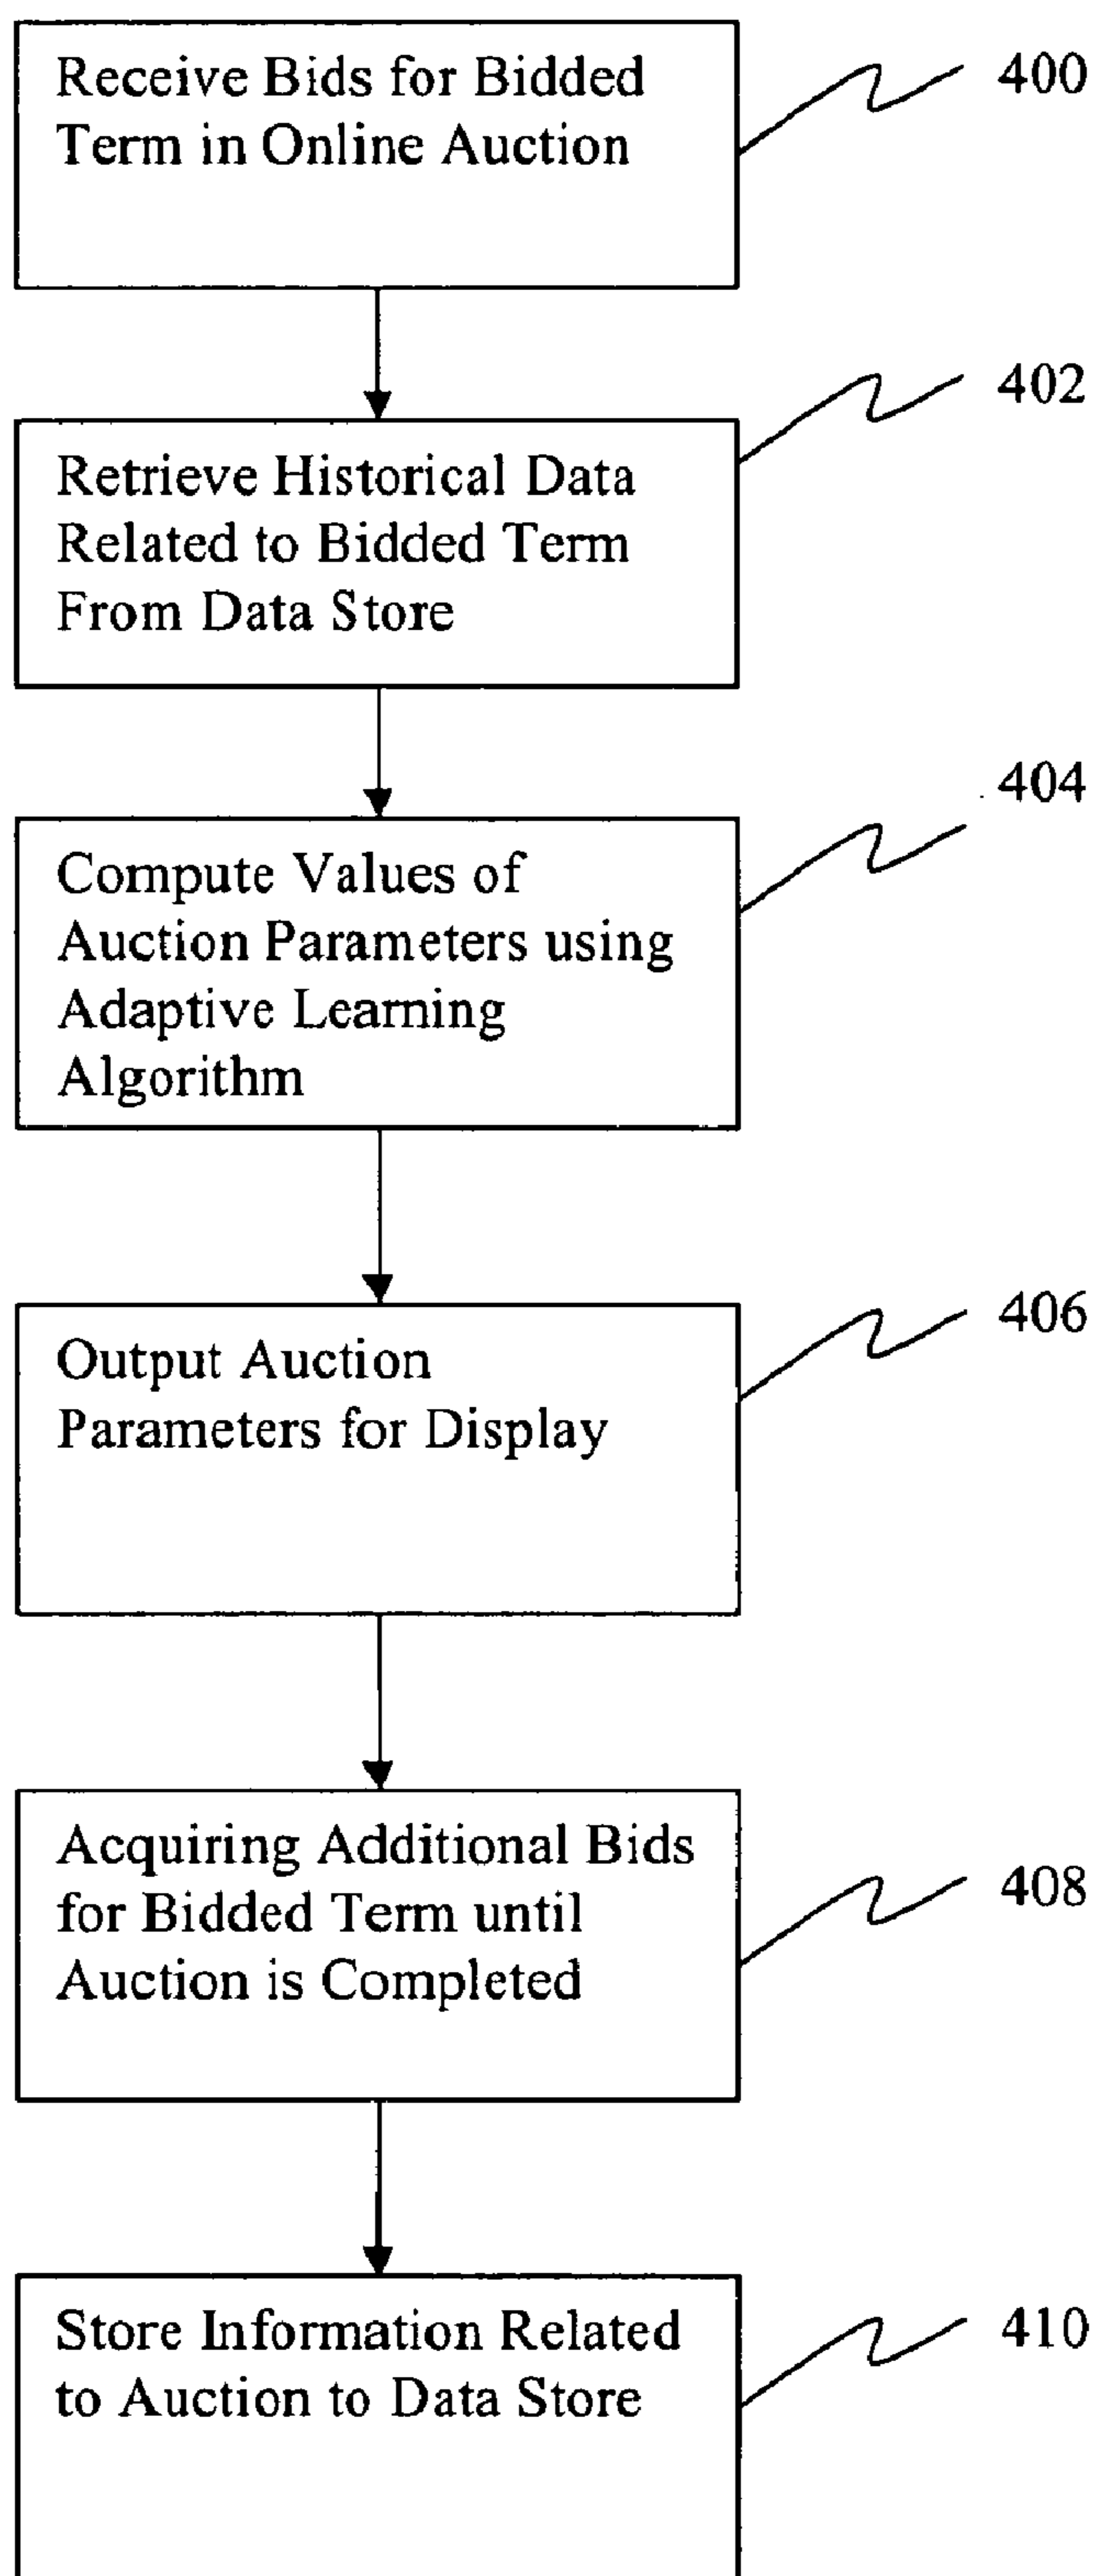 Receive Bids for Bidded
Term in Online Auction
400
Retrieve Historical Data
Related to Bidded Term
From Data Store
402
Compute Values of
Auction Parameters using
Adaptive Learning
Algorithm
404
Output Auction
Parameters for Display
406
Acquiring Additional Bids
for Bidded Term until
Auction is Completed
408
Store Information Related
to Auction to Data Store
410